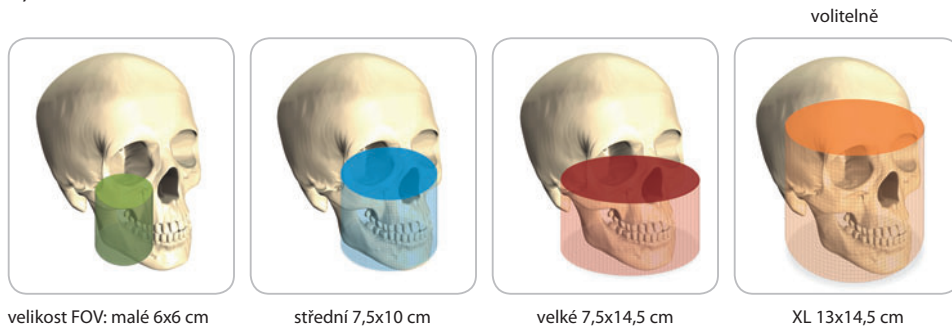 volitelně
velikost FOV: malé 6x6 cm
střední 7,5x10 cm
velké 7,5x14,5 cm
XL 13x14,5 cm